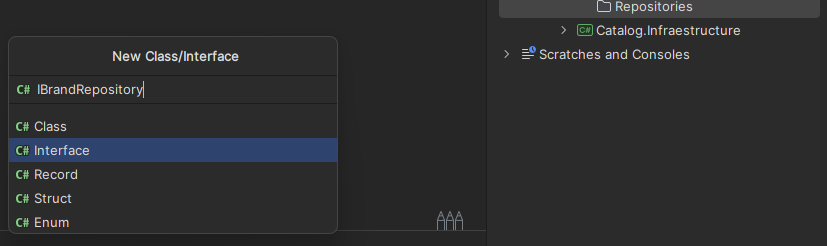 New Class/Interface
C# IBrandRepository
C# Class
C# Interface
C# Record
C# Struct
C# Enum
Repositories
C# Catalog.Infraestructure
Scratches and Consoles